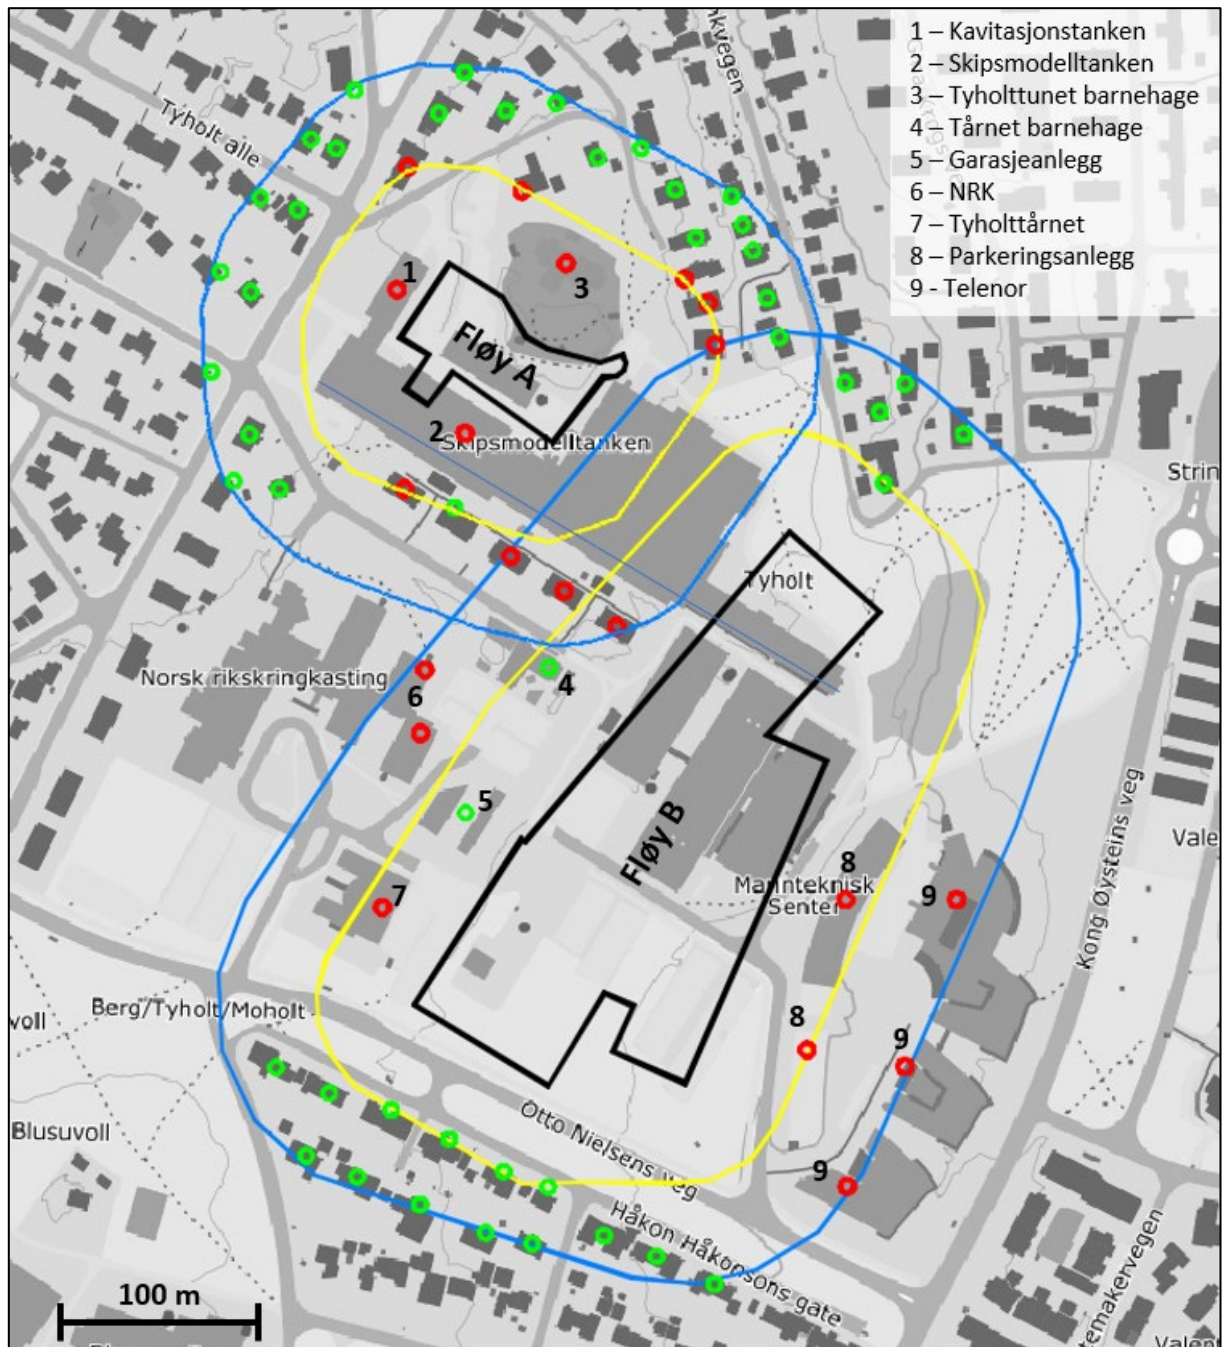 1 – Kavitasjonstanken
2 – Skipsmodelltanken
3 – Tyholttunet barnehage
4 – Tårnet barnehage
5 – Garasjeanlegg
6 – NRK
7 – Tyholttårnet
8 – Parkeringsanlegg
9 - Telenor
nkvegen
Tyholt alle
1
3
Fløy A
2
Skipsmodelltanken
Strin
Tyholt
4
Norsk rikskringkasting
6
5
Fløy B
Vale
8
Marinteknisk
Senter
9
7
Kong Øysteins veg
Berg/Tyholt/Moholt
voll
8
9
Blusuvoll
Otto Nielsens veg
9
Håkon Håkonsons gate
temakervegen
100 m
Valent